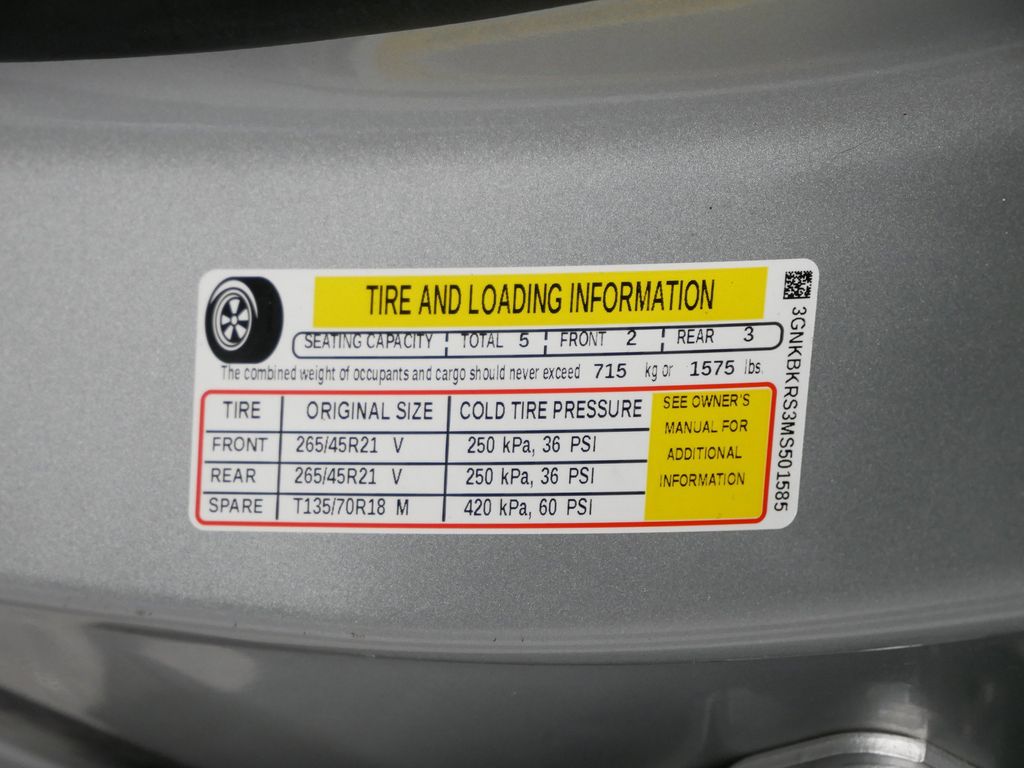 TIRE AND LOADING INFORMATION
SEATING CAPACITY TOTAL 5 FRONT 2 REAR 3
The combined weight of occupants and cargo should never exceed 715 kg or 1575 lbs.
TIRE ORIGINAL SIZE COLD TIRE PRESSURE
FRONT 265/45R21 V 250 kPa, 36 PSI
REAR 265/45R21 V 250 kPa, 36 PSI
SPARE T135/70R18 M 420 kPa, 60 PSI
SEE OWNER'S
MANUAL FOR
ADDITIONAL
INFORMATION
3GNKBKRS3MS501585